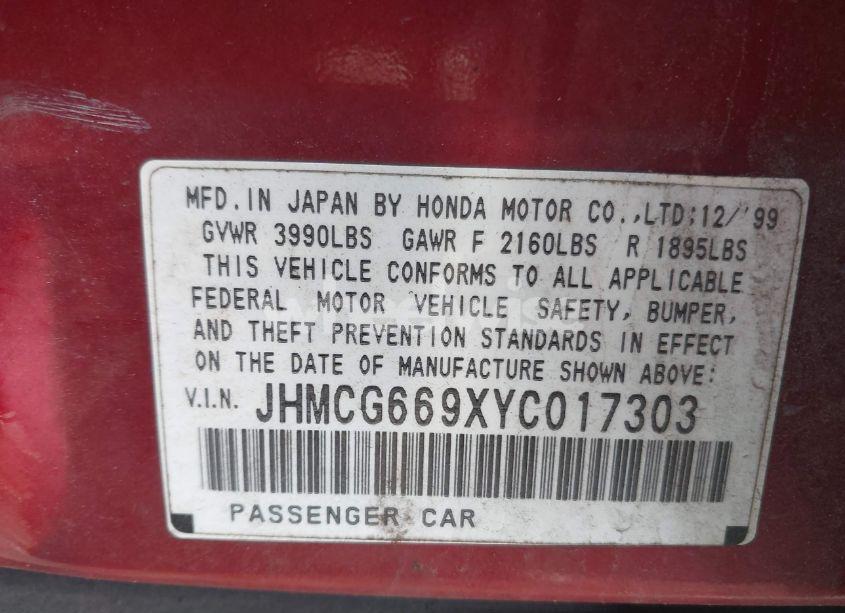 MFD. IN JAPAN BY HONDA MOTOR CO.,LTD:12/'99
GVWR 3990LBS GAWR F 2160LBS R 1895LBS
THIS VEHICLE CONFORMS TO ALL APPLICABLE
FEDERAL MOTOR VEHICLE SAFETY, BUMPER,
AND THEFT PREVENTION STANDARDS IN EFFECT
ON THE DATE OF MANUFACTURE SHOWN ABOVE:
V.I.N. JHMCG669XYC017303
PASSENGER CAR